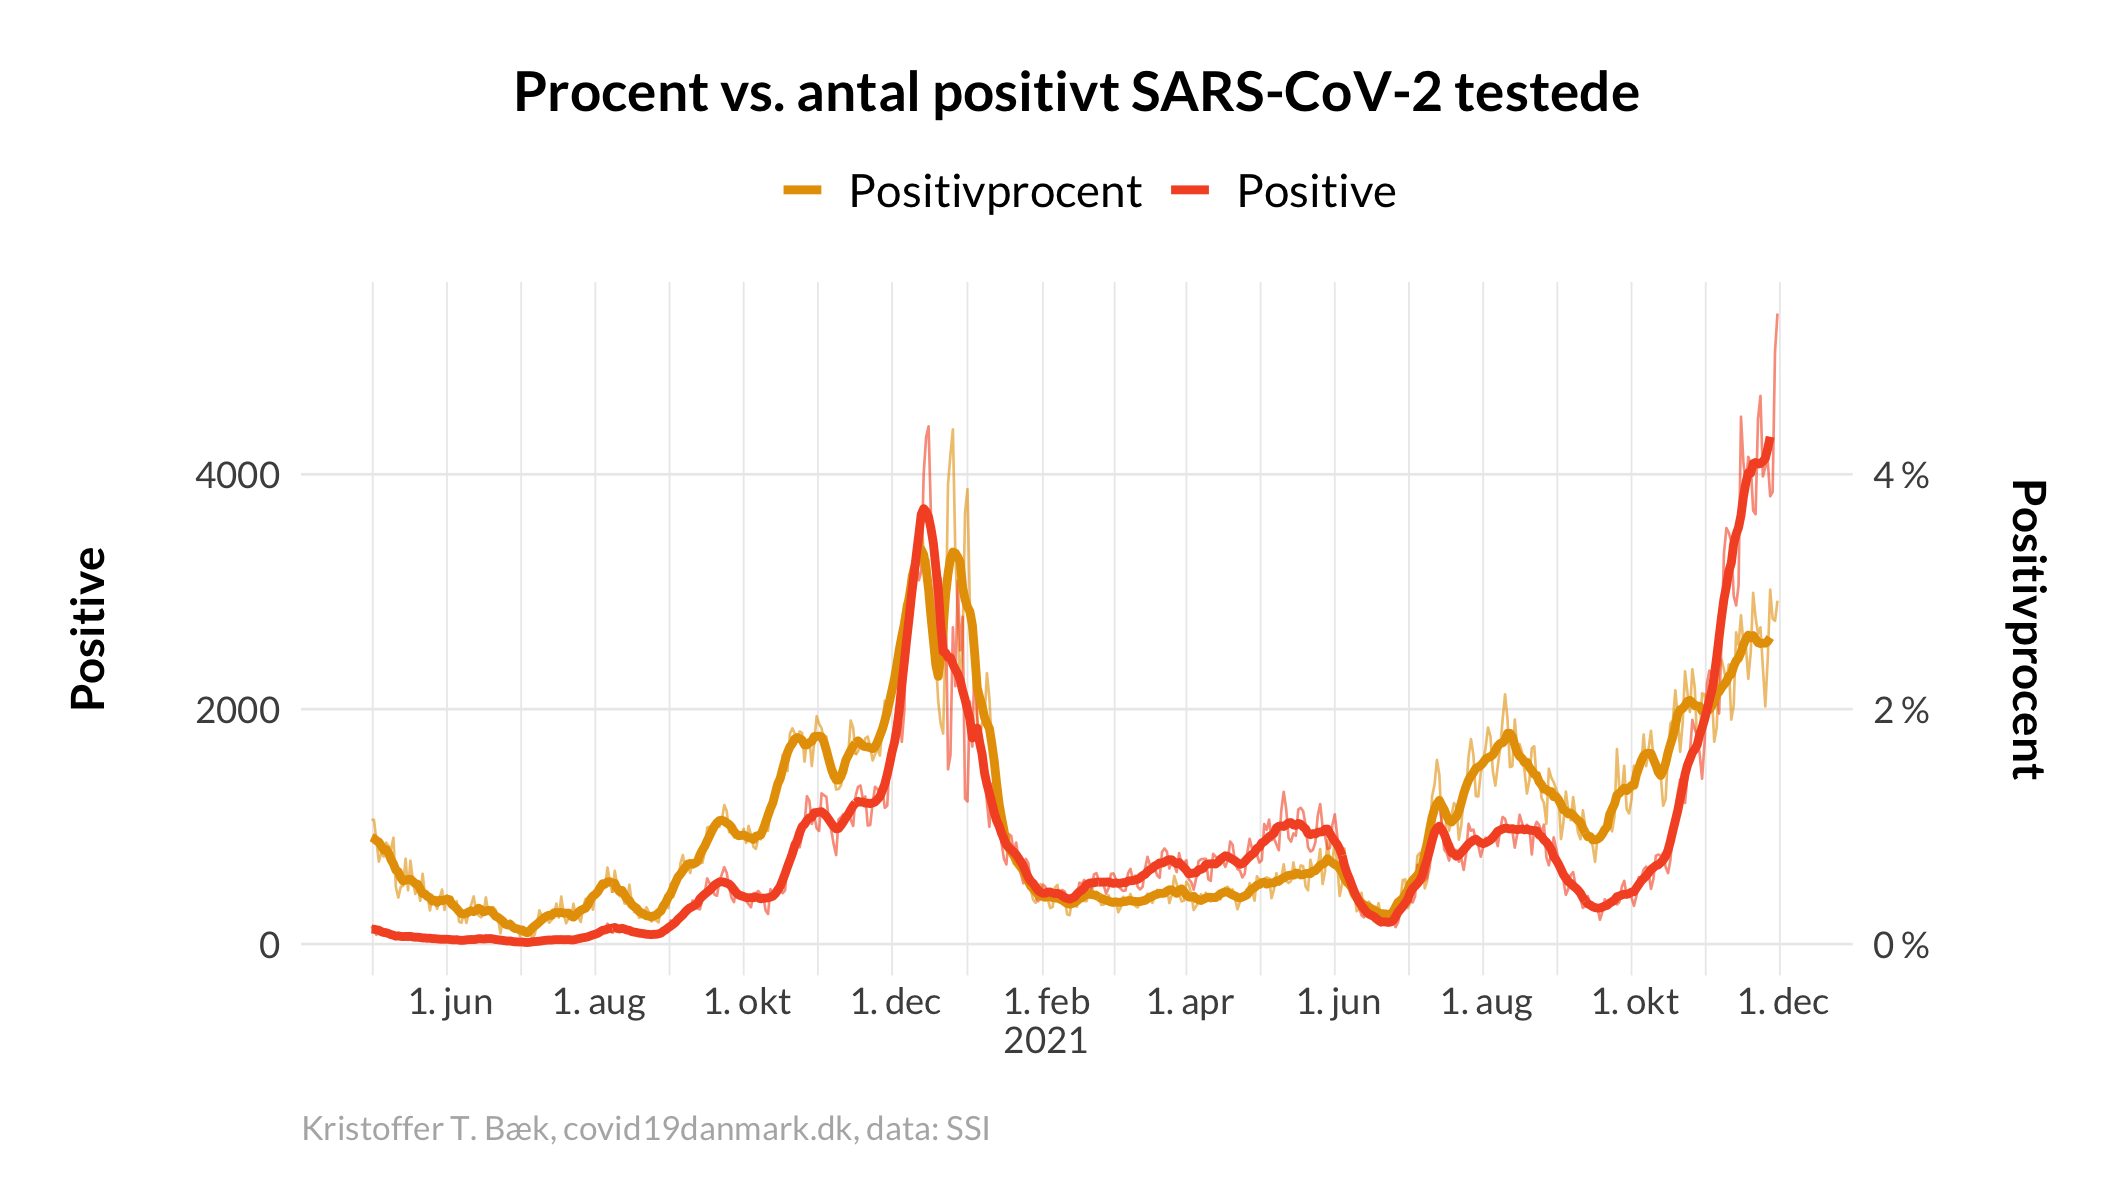 Procent vs. antal positivt SARS-CoV-2 testede
Positivprocent Positive
Positive
4000
2000
0
4 %
2 %
0 %
Positivprocent
1. jun 1. aug 1. okt 1. dec 1. feb 1. apr 1. jun 1. aug 1. okt 1. dec
2021
Kristoffer T. Bæk, covid19danmark.dk, data: SSI